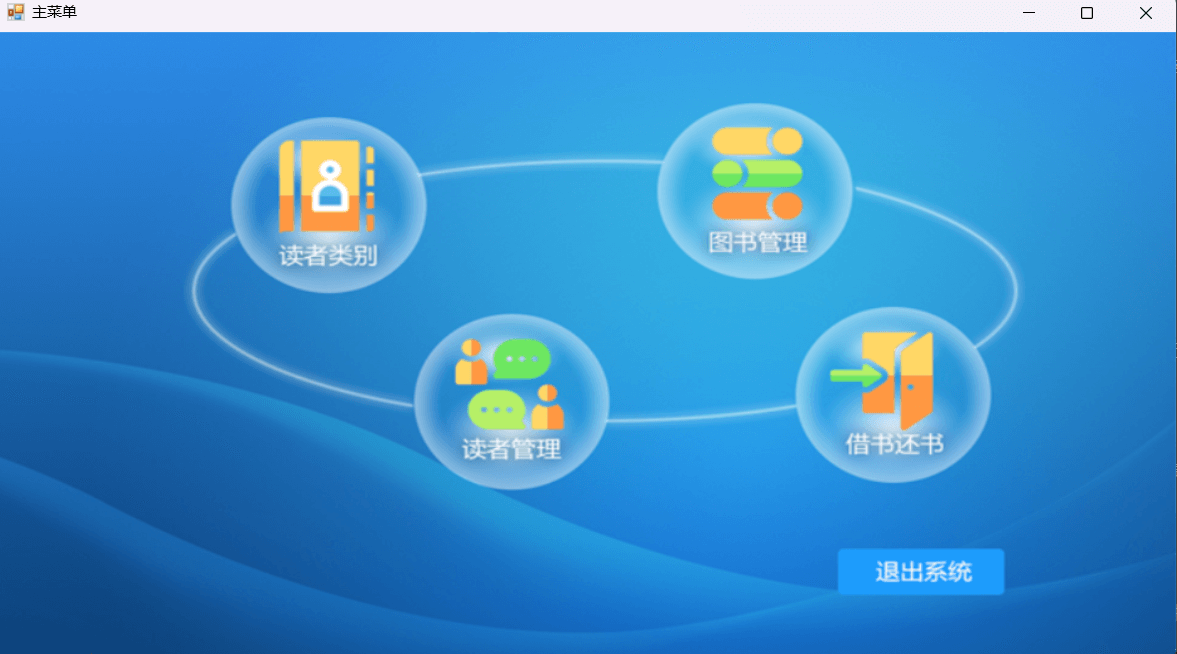 主菜单
读者类别
图书管理
读者管理
借书还书
退出系统